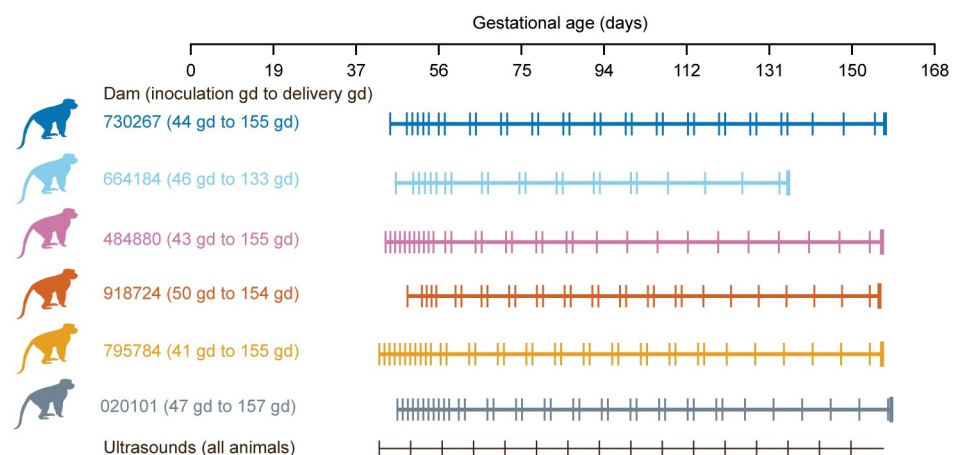 Gestational age (days)
0 19 37 56 75 94 112 131 150 168
Dam (inoculation gd to delivery gd)
730267 (44 gd to 155 gd)
664184 (46 gd to 133 gd)
484880 (43 gd to 155 gd)
918724 (50 gd to 154 gd)
795784 (41 gd to 155 gd)
020101 (47 gd to 157 gd)
Ultrasounds (all animals)